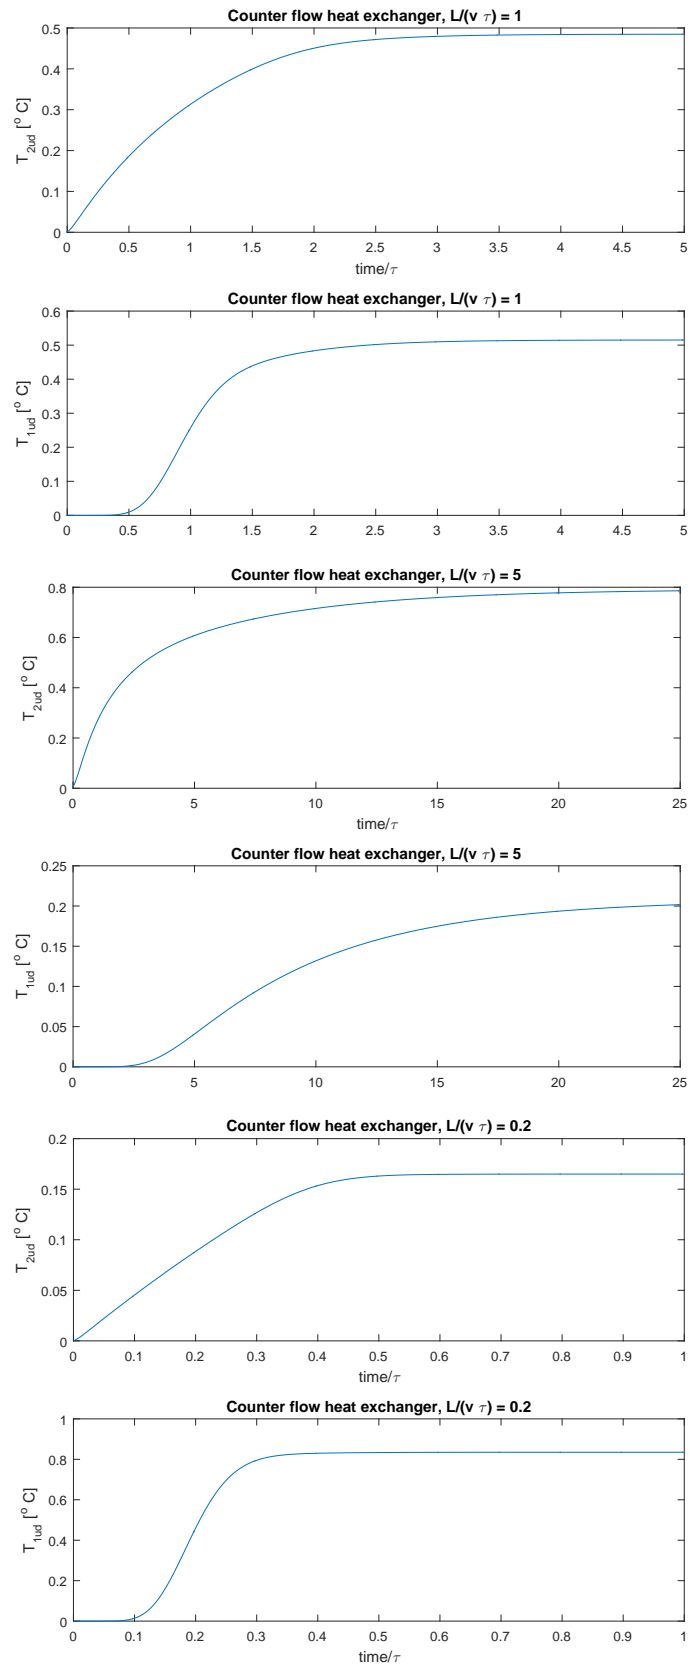 Counter flow heat exchanger, L/(v τ) = 1
0.5
0.4
0.3
0.2
0.1
0
T2ud [° C]
0 0.5 1 1.5 2 2.5 3 3.5 4 4.5 5
time/τ
Counter flow heat exchanger, L/(v τ) = 1
0.6
0.5
0.4
0.3
0.2
0.1
0
T1ud [° C]
0 0.5 1 1.5 2 2.5 3 3.5 4 4.5 5
Counter flow heat exchanger, L/(v τ) = 5
0.8
0.6
0.4
0.2
0
T2ud [° C]
0 5 10 15 20 25
time/τ
Counter flow heat exchanger, L/(v τ) = 5
0.25
0.2
0.15
0.1
0.05
0
T1ud [° C]
0 5 10 15 20 25
Counter flow heat exchanger, L/(v τ) = 0.2
0.2
0.15
0.1
0.05
0
T2ud [° C]
0 0.1 0.2 0.3 0.4 0.5 0.6 0.7 0.8 0.9 1
time/τ
Counter flow heat exchanger, L/(v τ) = 0.2
1
0.8
0.6
0.4
0.2
0
T1ud [° C]
0 0.1 0.2 0.3 0.4 0.5 0.6 0.7 0.8 0.9 1